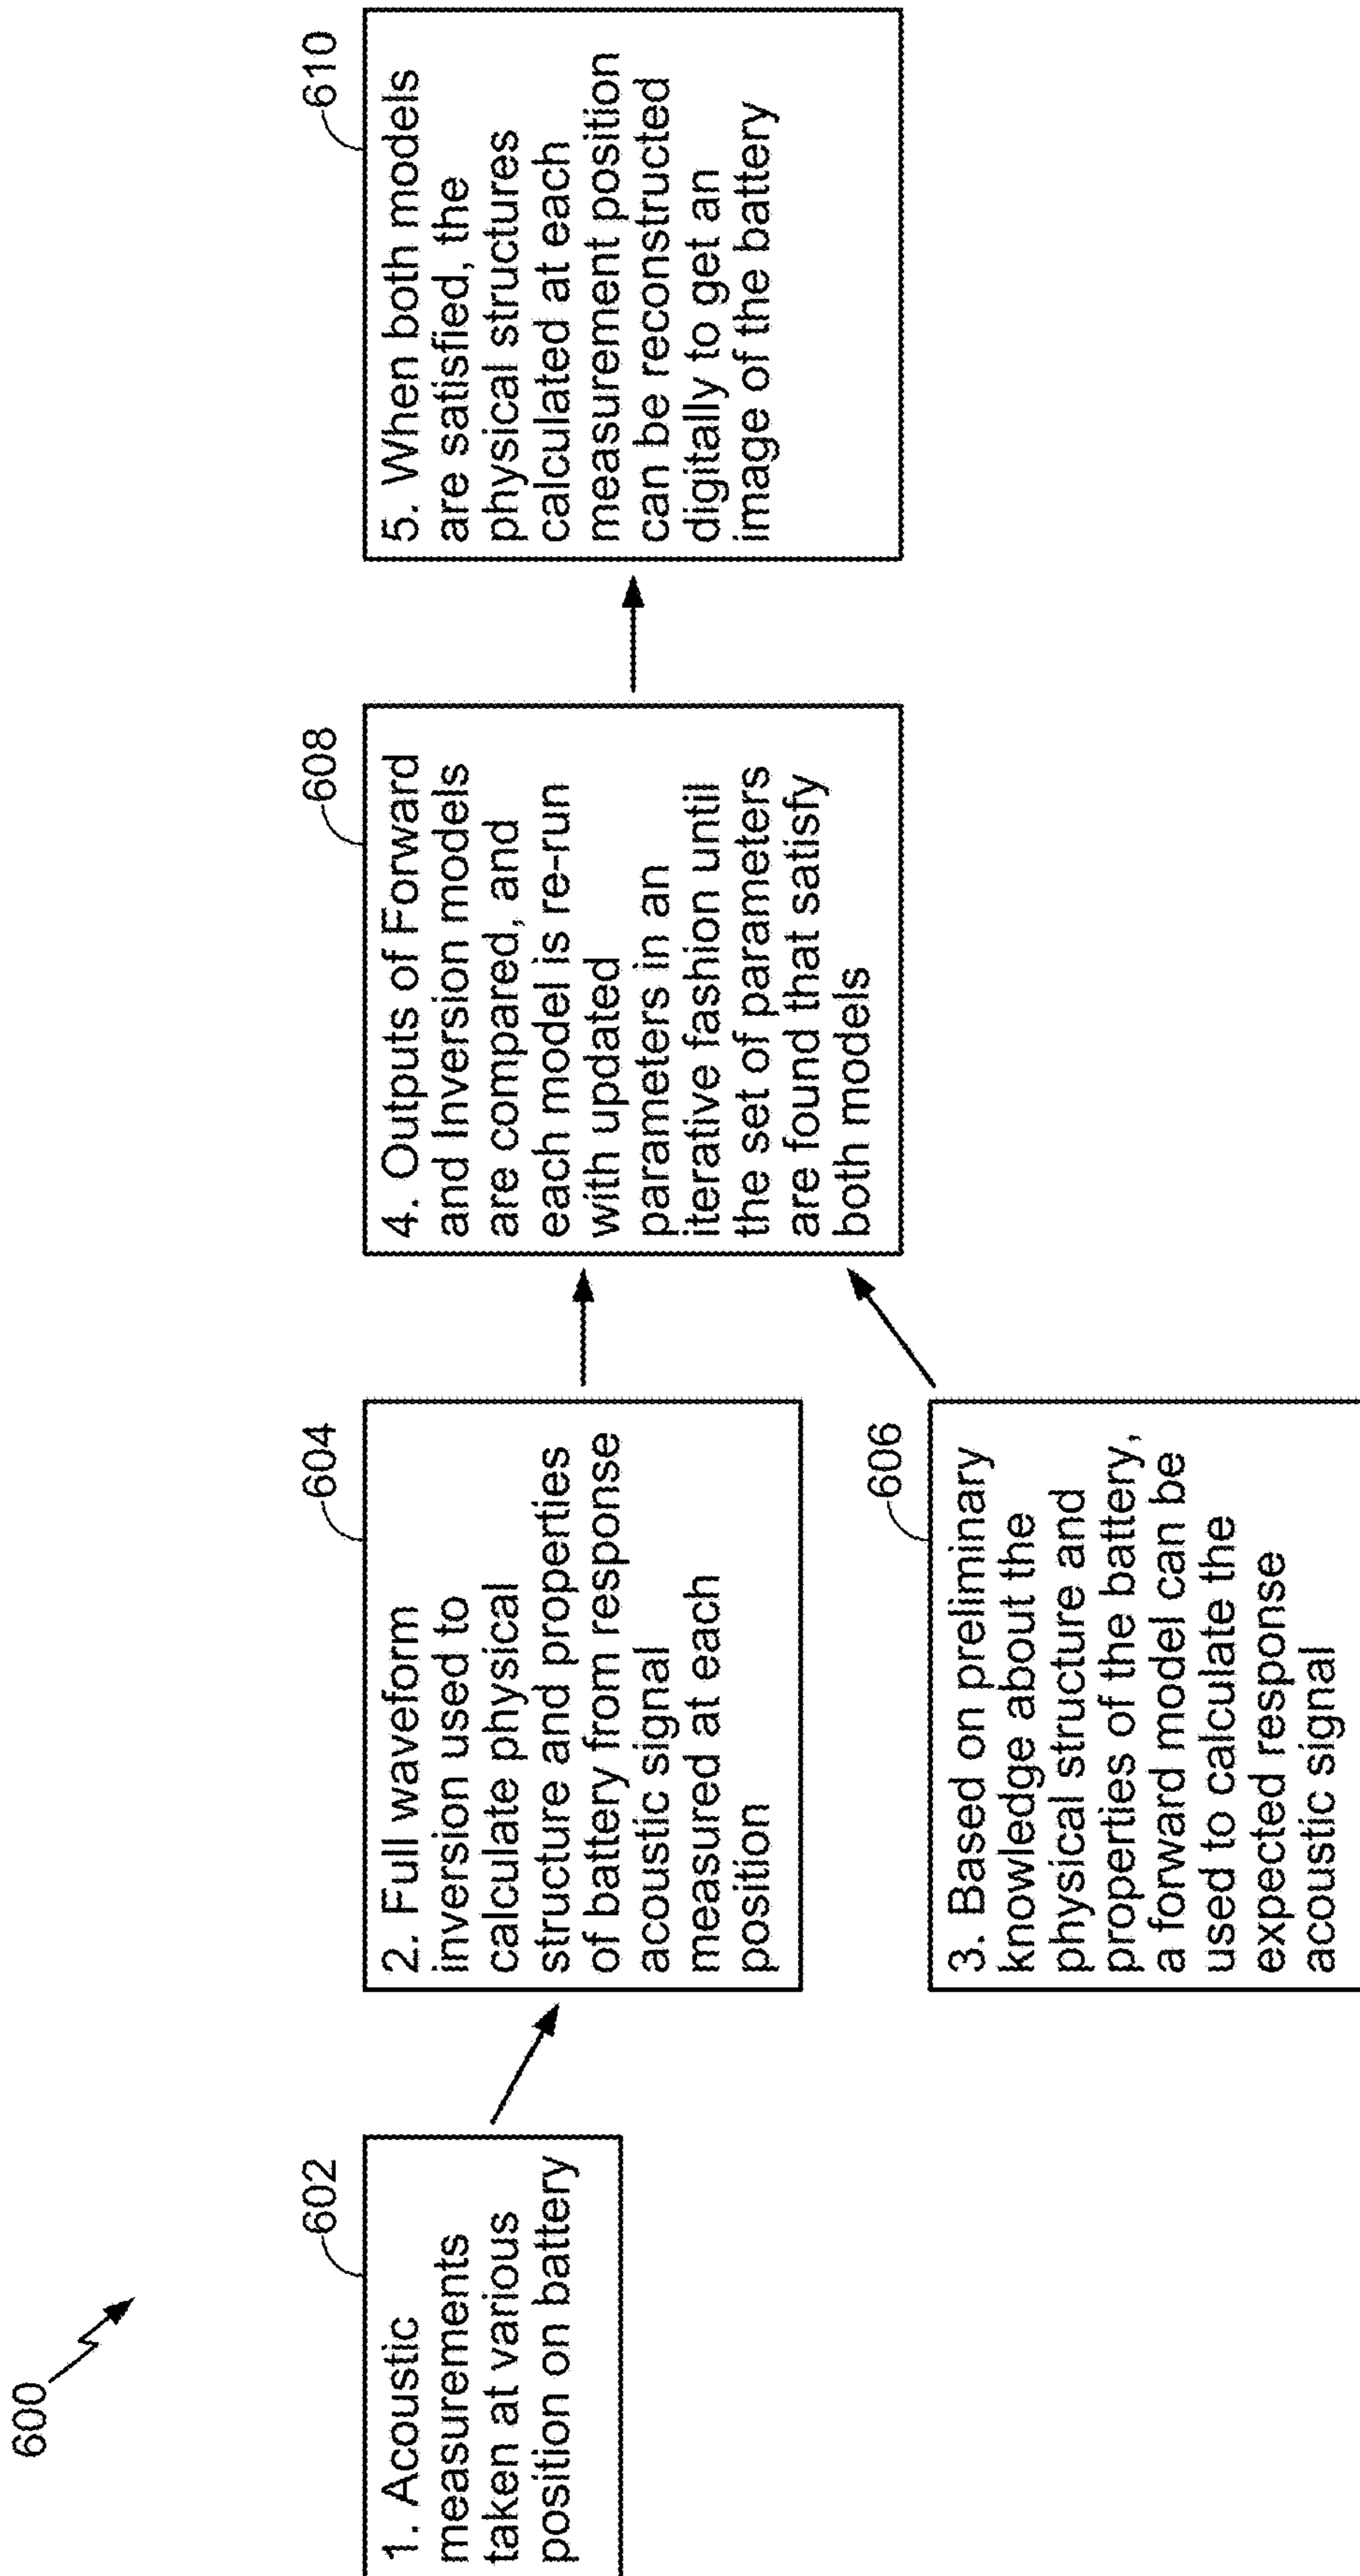 600
602
1. Acoustic
measurements
taken at various
position on battery
604
2. Full waveform
inversion used to
calculate physical
structure and properties
of battery from response
acoustic signal
measured at each
position
606
3. Based on preliminary
knowledge about the
physical structure and
properties of the battery,
a forward model can be
used to calculate the
expected response
acoustic signal
608
4. Outputs of Forward
and Inversion models
are compared, and
each model is re-run
with updated
parameters in an
iterative fashion until
the set of parameters
are found that satisfy
both models
610
5. When both models
are satisfied, the
physical structures
calculated at each
measurement position
can be reconstructed
digitally to get an
image of the battery